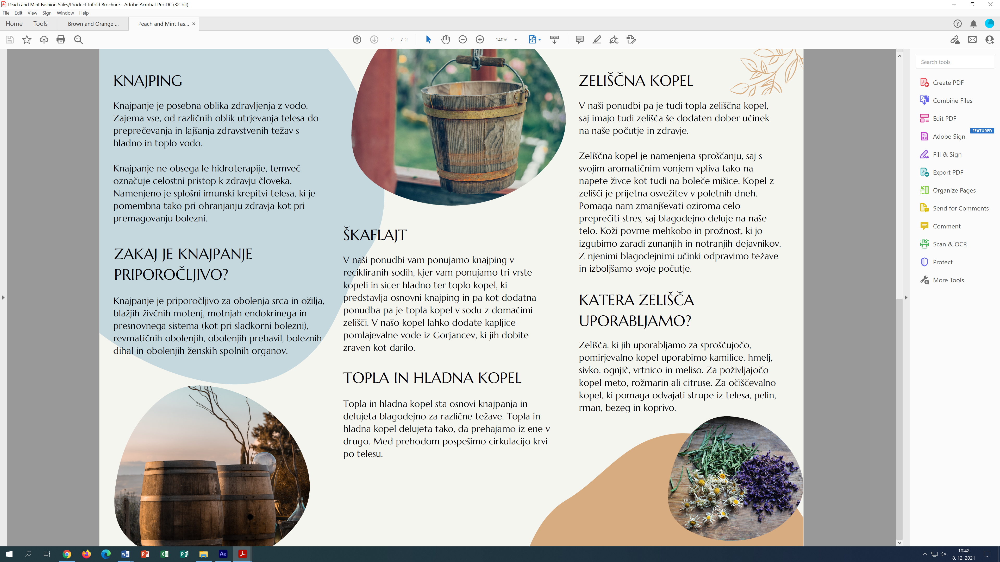 Peach and Mint Fashion Sales/Product Trifold Brochure - Adobe Acrobat Pro DC (32-bit)
File Edit View Sign Window Help
Home Tools Brown and Orange ... Peach and Mint Fas... ×
2 / 2 140%
KNAJPING
Knajpanje je posebna oblika zdravljenja z vodo.
Zajema vse, od različnih oblik utrjevanja telesa do
preprečevanja in lajšanja zdravstvenih težav s
hladno in toplo vodo.
Knajpanje ne obsega le hidroterapije, temveč
označuje celostni pristop k zdravju človeka.
Namenjeno je splošni imunski krepitvi telesa, ki je
pomembna tako pri ohranjanju zdravja kot pri
premagovanju bolezni.
ZAKAJ JE KNAJPANJE
PRIPOROČLJIVO?
Knajpanje je priporočljivo za obolenja srca in ožilja,
blažjih živčnih motenj, motnjah endokrinega in
presnovnega sistema (kot pri sladkorni bolezni),
revmatičnih obolenjih, obolenjih prebavil, boleznih
dihal in obolenjih ženskih spolnih organov.
ŠKAFLAJT
V naši ponudbi vam ponujamo knajping v
recikliranih sodih, kjer vam ponujamo tri vrste
kopeli in sicer hladno ter toplo kopel, ki
predstavlja osnovni knajping in pa kot dodatna
ponudba pa je topla kopel v sodu z domačimi
zelišči. V našo kopel lahko dodate kapljice
pomlajevalne vode iz Gorjancev, ki jih dobite
zraven kot darilo.
TOPLA IN HLADNA KOPEL
Topla in hladna kopel sta osnovi knajpanja in
delujeta blagodejno za različne težave. Topla in
hladna kopel delujeta tako, da prehajamo iz ene v
drugo. Med prehodom pospešimo cirkulacijo krvi
po telesu.
ZELIŠČNA KOPEL
V naši ponudbi pa je tudi topla zeliščna kopel,
saj imajo tudi zelišča še dodaten dober učinek
na naše počutje in zdravje.
Zeliščna kopel je namenjena sproščanju, saj s
svojim aromatičnim vonjem vpliva tako na
napete živce kot tudi na boleče mišice. Kopel z
zelišči je prijetna osvežitev v poletnih dneh.
Pomaga nam zmanjševati oziroma celo
preprečiti stres, saj blagodejno deluje na naše
telo. Koži povrne mehkobo in prožnost, ki jo
izgubimo zaradi zunanjih in notranjih dejavnikov.
Z njenimi blagodejnimi učinki odpravimo težave
in izboljšamo svoje počutje.
KATERA ZELIŠČA
UPORABLJAMO?
Zelišča, ki jih uporabljamo za sproščujočo,
pomirjevalno kopel uporabimo kamilice, hmelj,
sivko, ognjič, vrtnico in meliso. Za poživljajočo
kopel meto, rožmarin ali citruse. Za očiščevalno
kopel, ki pomaga odvajati strupe iz telesa, pelin,
rman, bezeg in koprivo.
Search tools
Create PDF
Combine Files
Edit PDF
FEATURED
Adobe Sign
Fill & Sign
Export PDF
Organize Pages
Send for Comments
Comment
Scan & OCR
Protect
More Tools
Ae
10:42
8. 12. 2021